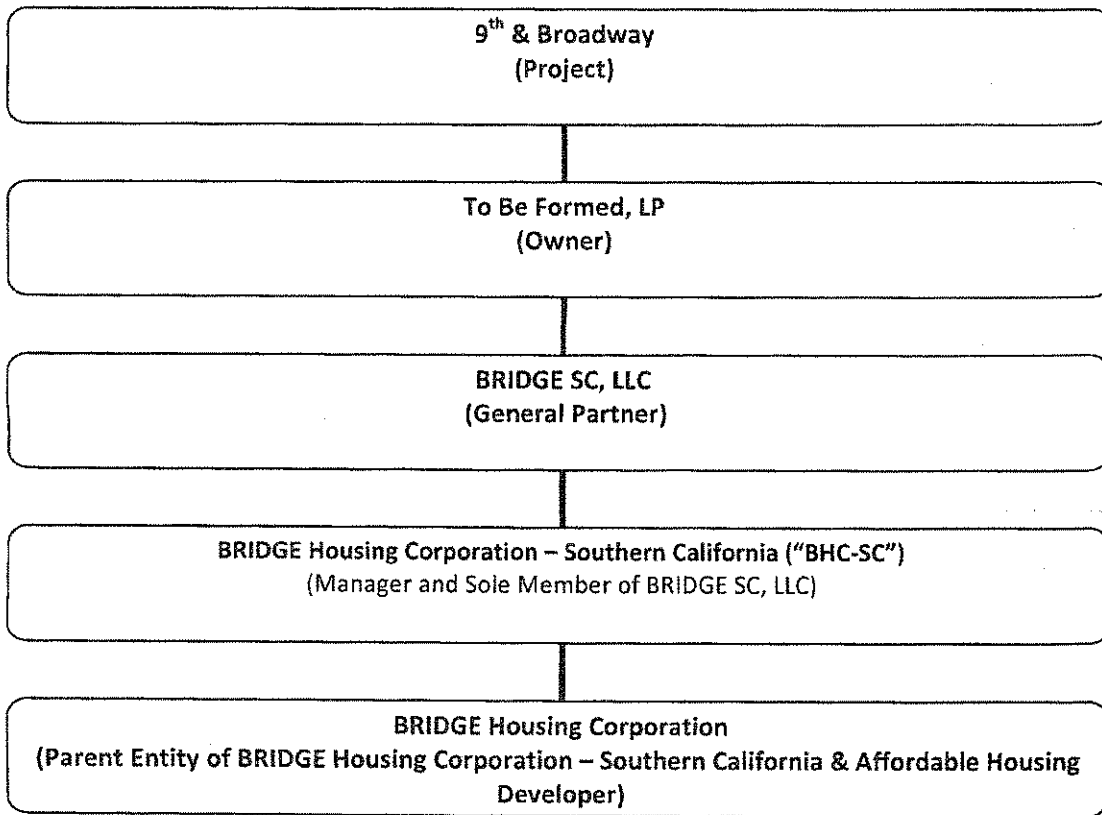 9th & Broadway
(Project)
To Be Formed, LP
(Owner)
BRIDGE SC, LLC
(General Partner)
BRIDGE Housing Corporation – Southern California ("BHC-SC")
(Manager and Sole Member of BRIDGE SC, LLC)
BRIDGE Housing Corporation
(Parent Entity of BRIDGE Housing Corporation – Southern California & Affordable Housing
Developer)